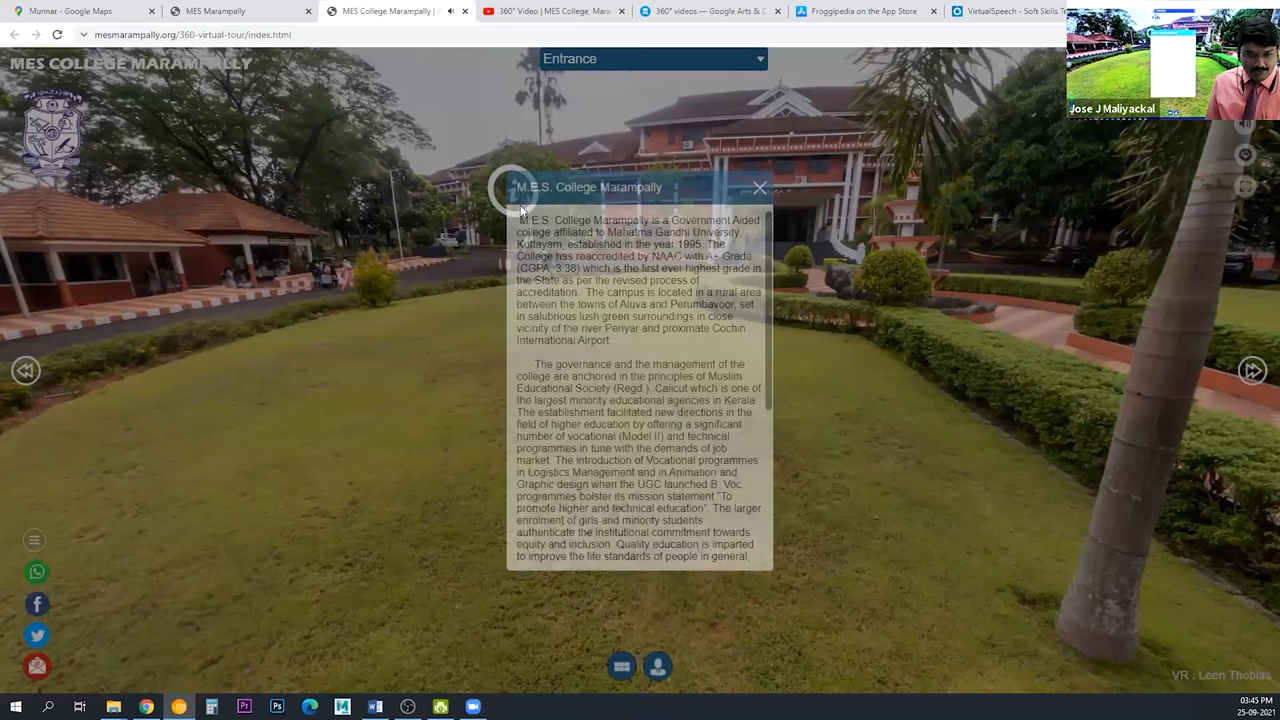 Munnar - Google Maps
MES Marampally
MES College Marampally |
360° Video | MES College, Mara
360° videos — Google Arts & C
Froggipedia on the App Store
VirtualSpeech - Soft Skills T
mesmarampally.org/360-virtual-tour/index.html
Jose J Maliyackal
MES COLLEGE MARAMPALLY
Entrance
M.E.S. College Marampally
M.E.S. College Marampally is a Government Aided
college affiliated to Mahatma Gandhi University,
Kottayam, established in the year 1995. The
College has reaccredited by NAAC with A+ Grade
(CGPA, 3.38) which is the first ever highest grade in
the State as per the revised process of
accreditation. The campus is located in a rural area
between the towns of Aluva and Perumbavoor, set
in salubrious lush green surroundings in close
vicinity of the river Periyar and proximate Cochin
International Airport.
The governance and the management of the
college are anchored in the principles of Muslim
Educational Society (Regd.), Calicut which is one of
the largest minority educational agencies in Kerala
The establishment facilitated new directions in the
field of higher education by offering a significant
number of vocational (Model II) and technical
programmes in tune with the demands of job
market. The introduction of Vocational programmes
in Logistics Management and in Animation and
Graphic design when the UGC launched B. Voc.
programmes bolster its mission statement "To
promote higher and technical education". The larger
enrolment of girls and minority students
authenticate the institutional commitment towards
equity and inclusion. Quality education is imparted
to improve the life standards of people in general,
VR : Leen Thobias
03:45 PM
25-09-2021